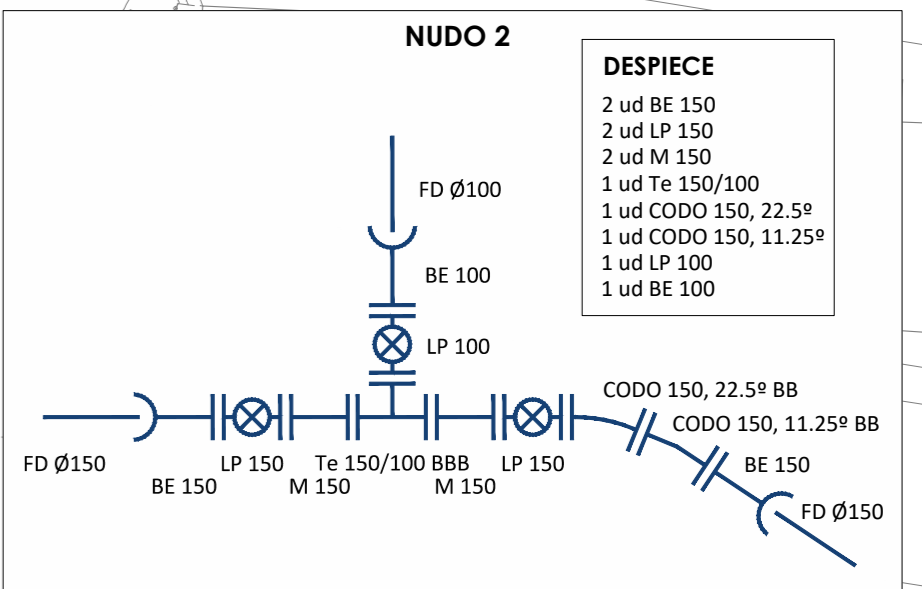 NUDO 2
DESPIECE
2 ud BE 150
2 ud LP 150
2 ud M 150
1 ud Te 150/100
1 ud CODO 150, 22.5º
1 ud CODO 150, 11.25º
1 ud LP 100
1 ud BE 100
FD Ø100
BE 100
LP 100
CODO 150, 22.5º BB
CODO 150, 11.25º BB
FD Ø150
LP 150
Te 150/100 BBB
LP 150
BE 150
BE 150
M 150
M 150
FD Ø150